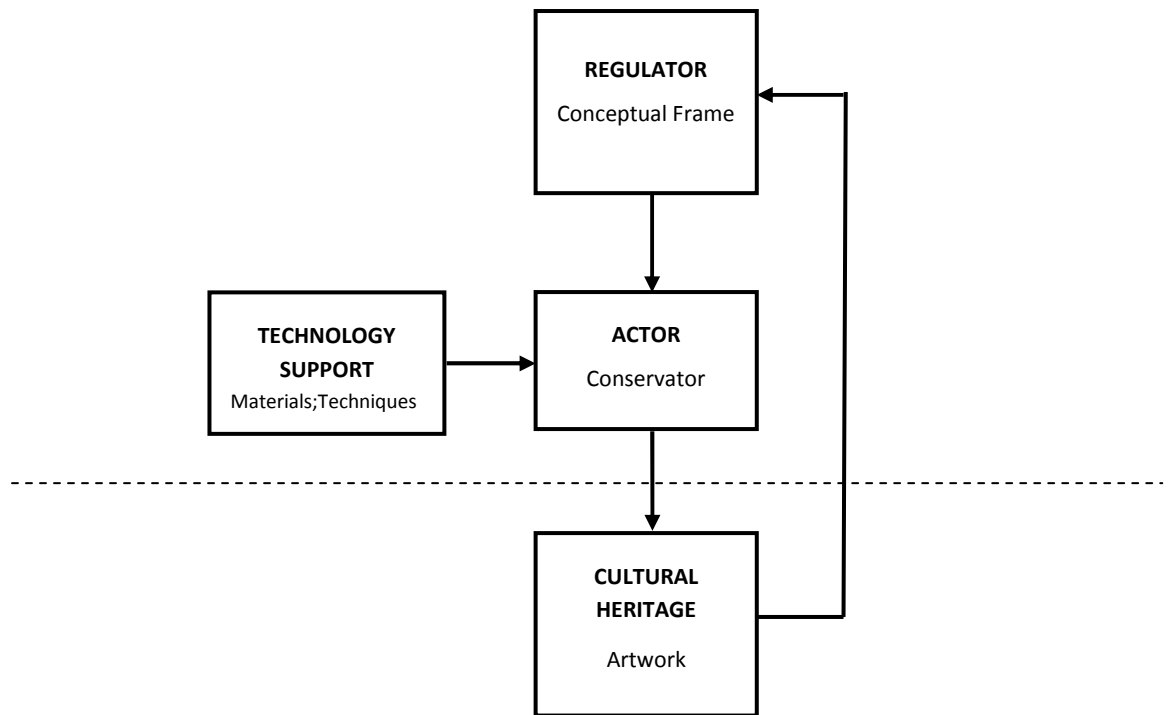 REGULATOR
Conceptual Frame
TECHNOLOGY
SUPPORT
Materials;Techniques
ACTOR
Conservator
CULTURAL
HERITAGE
Artwork